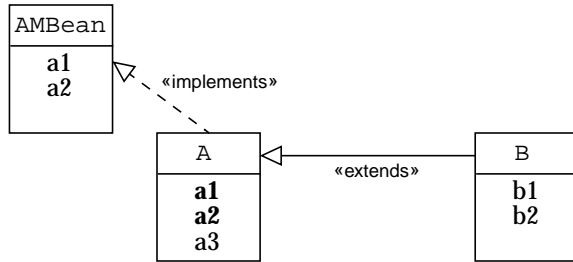 AMBean
a1
a2
«implements»
A
a1
a2
a3
«extends»
B
b1
b2